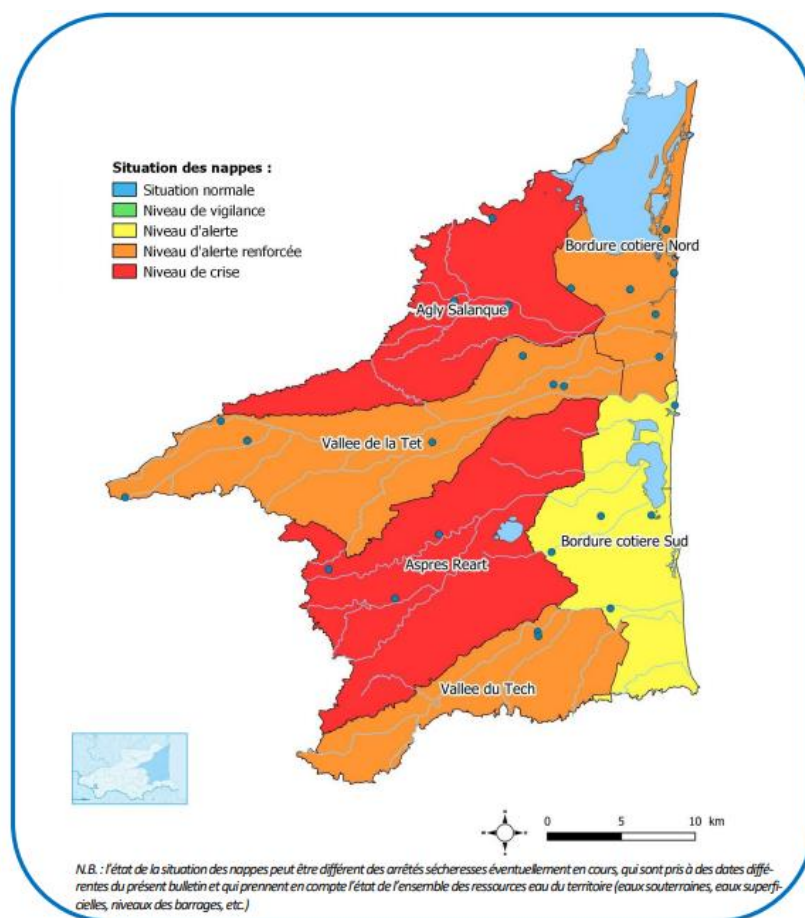 Situation des nappes :
Situation normale
Niveau de vigilance
Niveau d'alerte
Niveau d'alerte renforcée
Niveau de crise
Bordure cotiere Nord
Agly Salanque
Vallee de la Tet
Bordure cotiere Sud
Aspres Reart
Vallee du Tech
0 5 10 km
N.B. : l'état de la situation des nappes peut être différent des arrêtés sécheresses éventuellement en cours, qui sont pris à des dates diffé-
rentes du présent bulletin et qui prennent en compte l'état de l'ensemble des ressources eau du territoire (eaux souterraines, eaux superfi-
cielles, niveaux des barrages, etc.)